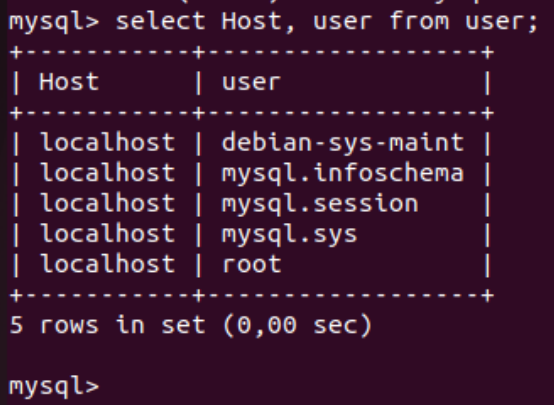 mysql> select Host, user from user;
+-----------+------------------+
| Host      | user             |
+-----------+------------------+
| localhost | debian-sys-maint |
| localhost | mysql.infoschema |
| localhost | mysql.session    |
| localhost | mysql.sys        |
| localhost | root             |
+-----------+------------------+
5 rows in set (0,00 sec)
mysql>